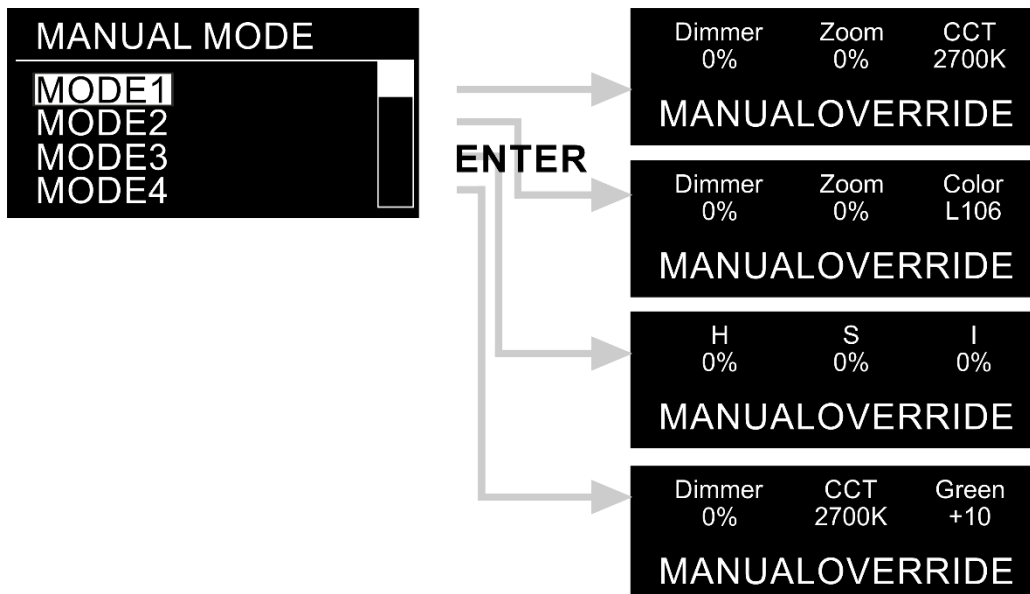 MANUAL MODE
MODE1
MODE2
MODE3
MODE4
ENTER
Dimmer Zoom CCT
0% 0% 2700K
MANUALOVERRIDE
Dimmer Zoom Color
0% 0% L106
MANUALOVERRIDE
H S I
0% 0% 0%
MANUALOVERRIDE
Dimmer CCT Green
0% 2700K +10
MANUALOVERRIDE